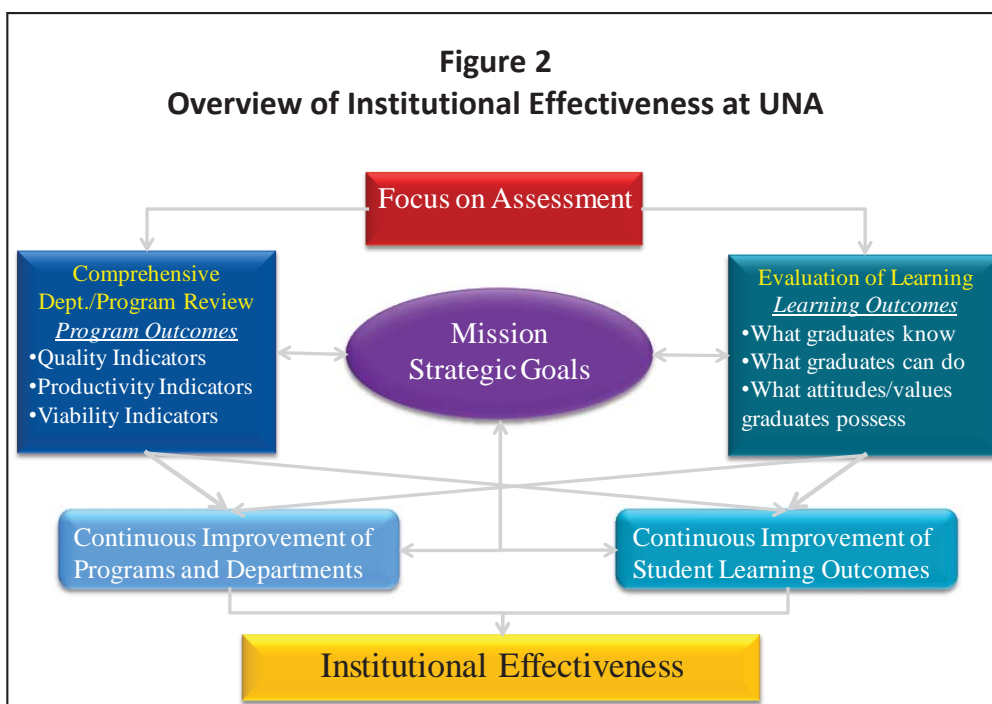 Figure 2
Overview of Institutional Effectiveness at UNA
Focus on Assessment
Comprehensive
Dept./Program Review
Program Outcomes
•Quality Indicators
•Productivity Indicators
•Viability Indicators
Mission
Strategic Goals
Evaluation of Learning
Learning Outcomes
•What graduates know
•What graduates can do
•What attitudes/values
graduates possess
Continuous Improvement of
Programs and Departments
Continuous Improvement of
Student Learning Outcomes
Institutional Effectiveness